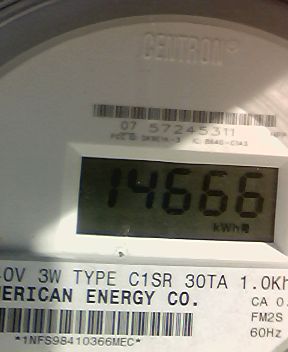 CENTRON®
07 57245311
14666
kWh
.0V 3W TYPE C1SR 30TA 1.0Kh
MERICAN ENERGY CO.
CA 0.
FM2S
60Hz
*1NFS98410366MEC*